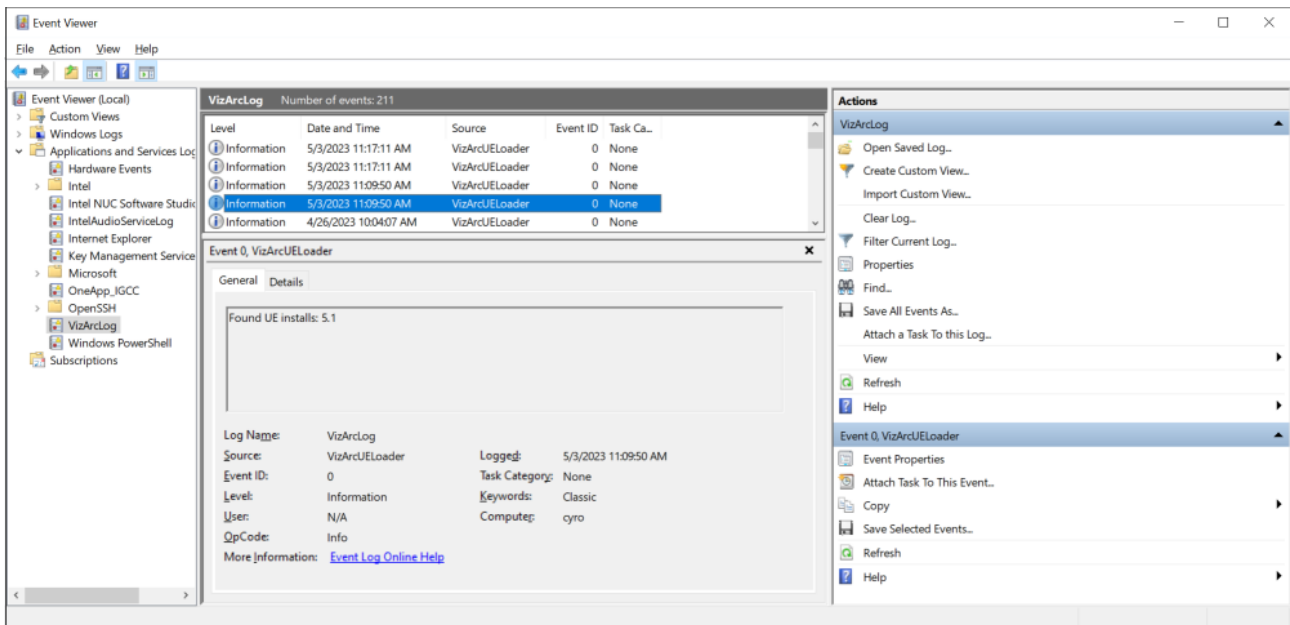 Event Viewer
File Action View Help
Event Viewer (Local)
Custom Views
Windows Logs
Applications and Services Log
Hardware Events
Intel
Intel NUC Software Studio
IntelAudioServiceLog
Internet Explorer
Key Management Service
Microsoft
OneApp_IGCC
OpenSSH
VizArcLog
Windows PowerShell
Subscriptions
VizArcLog Number of events: 211
Level Date and Time Source Event ID Task Ca...
Information 5/3/2023 11:17:11 AM VizArcUELoader 0 None
Information 5/3/2023 11:17:11 AM VizArcUELoader 0 None
Information 5/3/2023 11:09:50 AM VizArcUELoader 0 None
Information 5/3/2023 11:09:50 AM VizArcUELoader 0 None
Information 4/26/2023 10:04:07 AM VizArcUELoader 0 None
Event 0, VizArcUELoader
General Details
Found UE installs: 5.1
Log Name: VizArcLog
Source: VizArcUELoader Logged: 5/3/2023 11:09:50 AM
Event ID: 0 Task Category: None
Level: Information Keywords: Classic
User: N/A Computer: cyro
OpCode: Info
More Information: Event Log Online Help
Actions
VizArcLog
Open Saved Log...
Create Custom View...
Import Custom View...
Clear Log...
Filter Current Log...
Properties
Find...
Save All Events As...
Attach a Task To this Log...
View
Refresh
Help
Event 0, VizArcUELoader
Event Properties
Attach Task To This Event...
Copy
Save Selected Events...
Refresh
Help